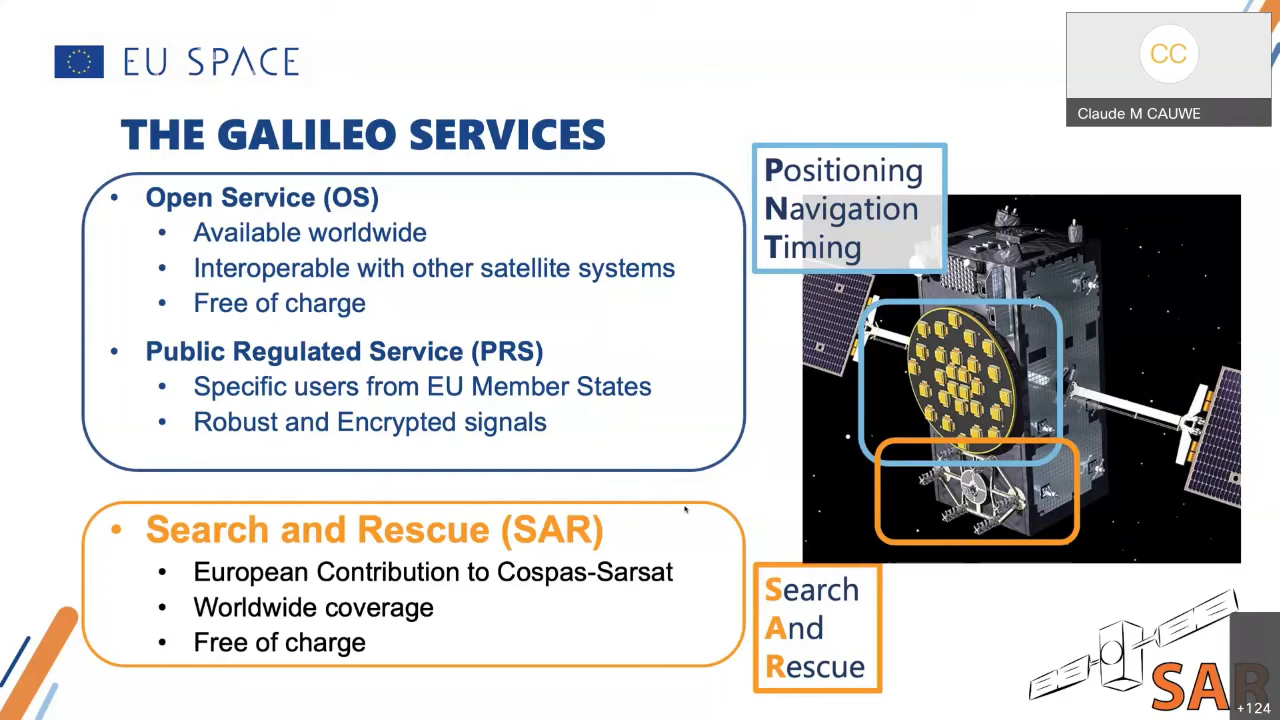 EU SPACE
CC
Claude M CAUWE
THE GALILEO SERVICES
• Open Service (OS)
• Available worldwide
• Interoperable with other satellite systems
• Free of charge
• Public Regulated Service (PRS)
• Specific users from EU Member States
• Robust and Encrypted signals
• Search and Rescue (SAR)
• European Contribution to Cospas-Sarsat
• Worldwide coverage
• Free of charge
Positioning
Navigation
Timing
Search
And
Rescue
SAR
+124